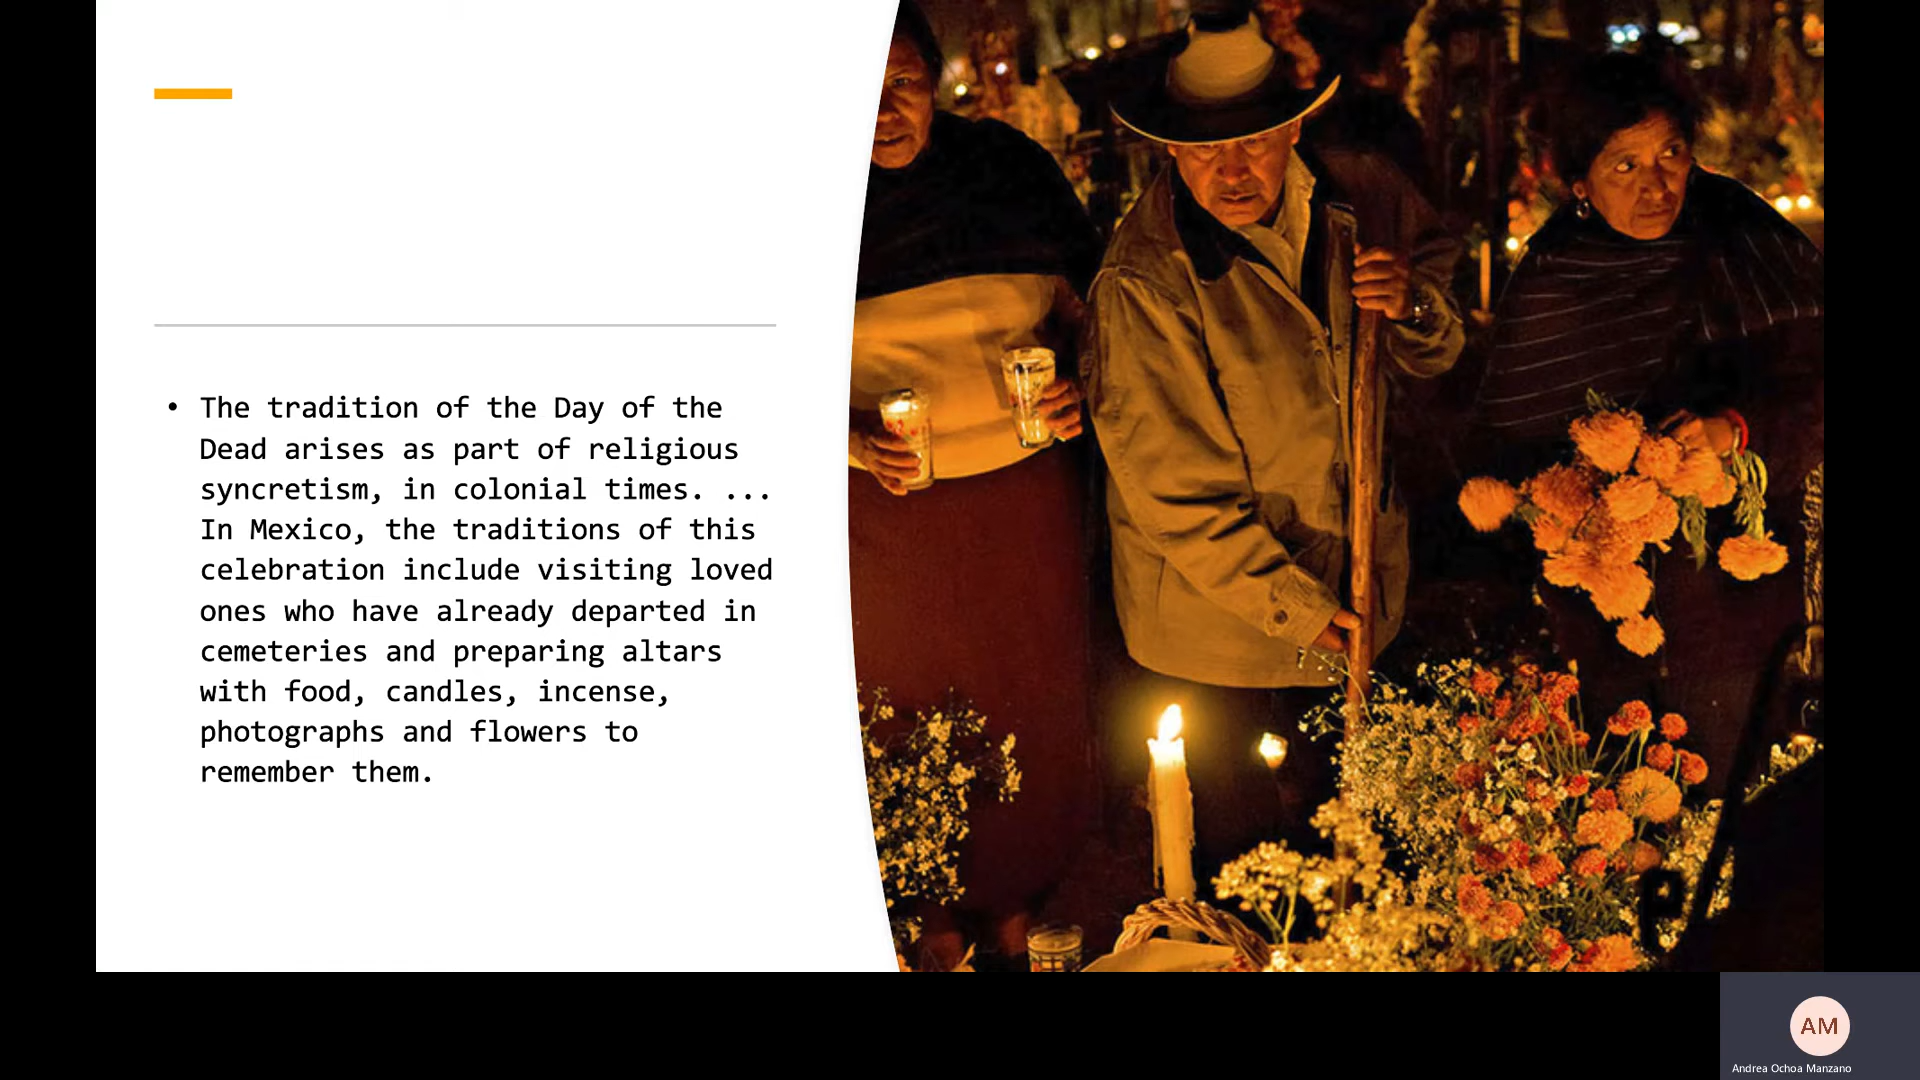 • The tradition of the Day of the
Dead arises as part of religious
syncretism, in colonial times. ...
In Mexico, the traditions of this
celebration include visiting loved
ones who have already departed in
cemeteries and preparing altars
with food, candles, incense,
photographs and flowers to
remember them.
AM
Andrea Ochoa Manzano